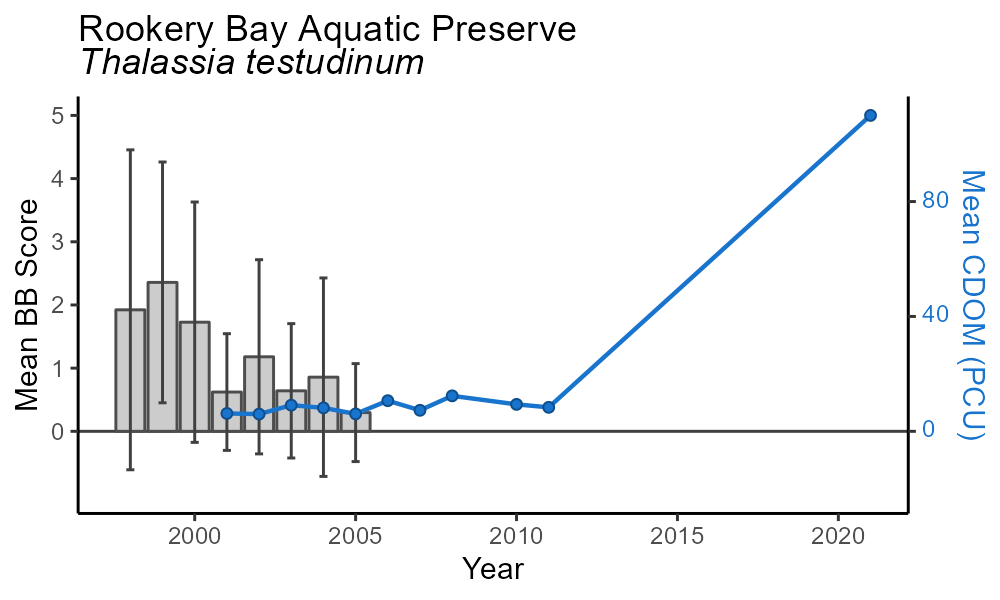 Rookery Bay Aquatic Preserve
Thalassia testudinum
5
4
3
2
1
0
Mean BB Score
80
40
0
Mean CDOM (PCU)
2000 2005 2010 2015 2020
Year